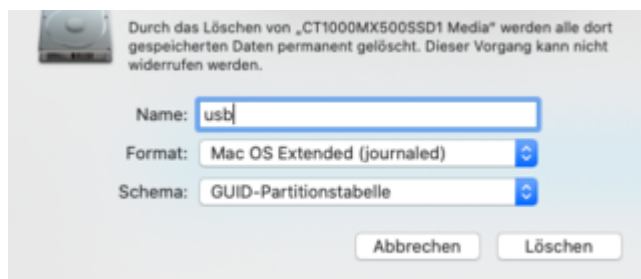 Durch das Löschen von „CT1000MX500SSD1 Media“ werden alle dort
gespeicherten Daten permanent gelöscht. Dieser Vorgang kann nicht
widerrufen werden.
Name: usb
Format: Mac OS Extended (journaled)
Schema: GUID-Partitionstabelle
Abbrechen Löschen